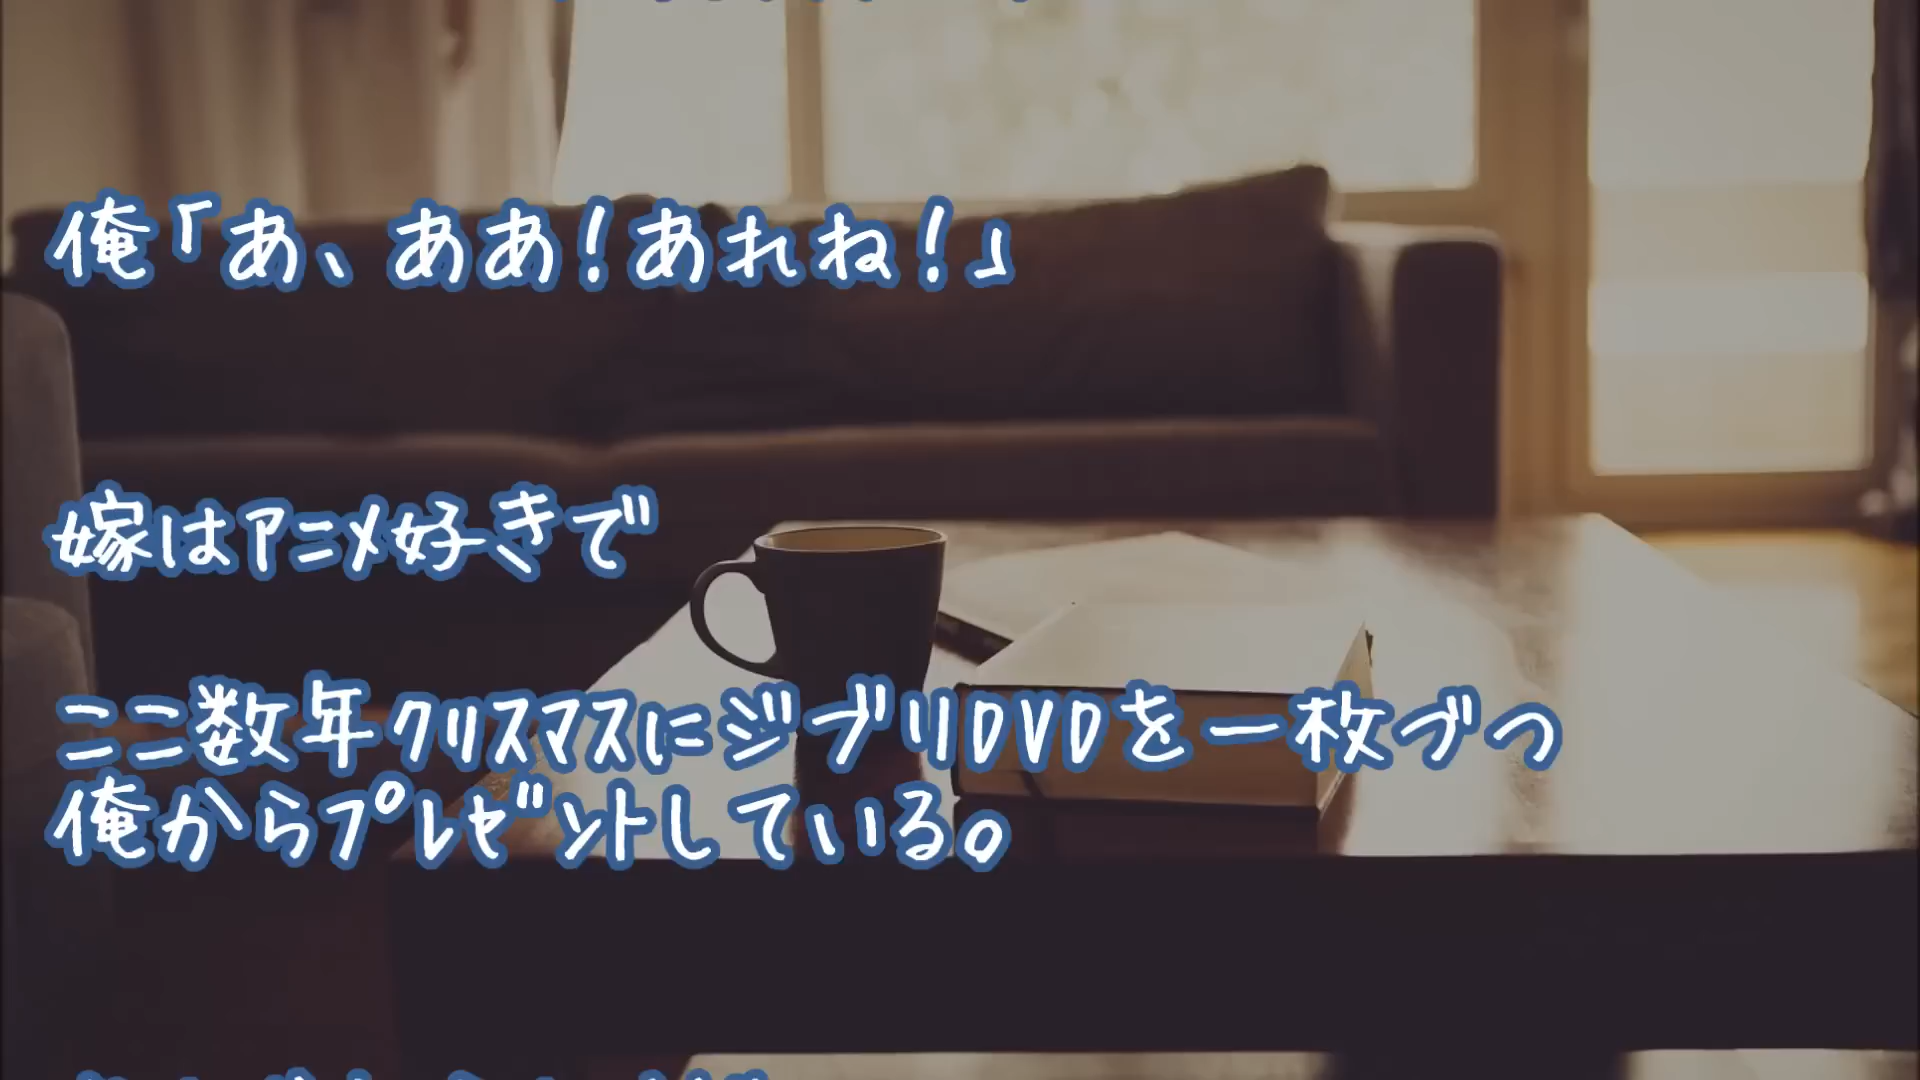 俺「あ、ああ！あれね！」
嫁はｱﾆﾒ好きで
ここ数年ｸﾘｽﾏｽにジブリDVDを一枚づつ
俺からﾌﾟﾚｾﾞﾝﾄしている。